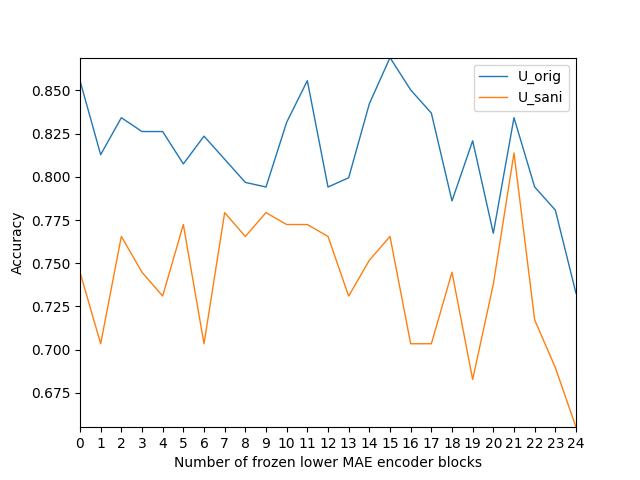 U_orig
U_sani
0.850
0.825
0.800
0.775
0.750
0.725
0.700
0.675
Accuracy
0 1 2 3 4 5 6 7 8 9 10 11 12 13 14 15 16 17 18 19 20 21 22 23 24
Number of frozen lower MAE encoder blocks